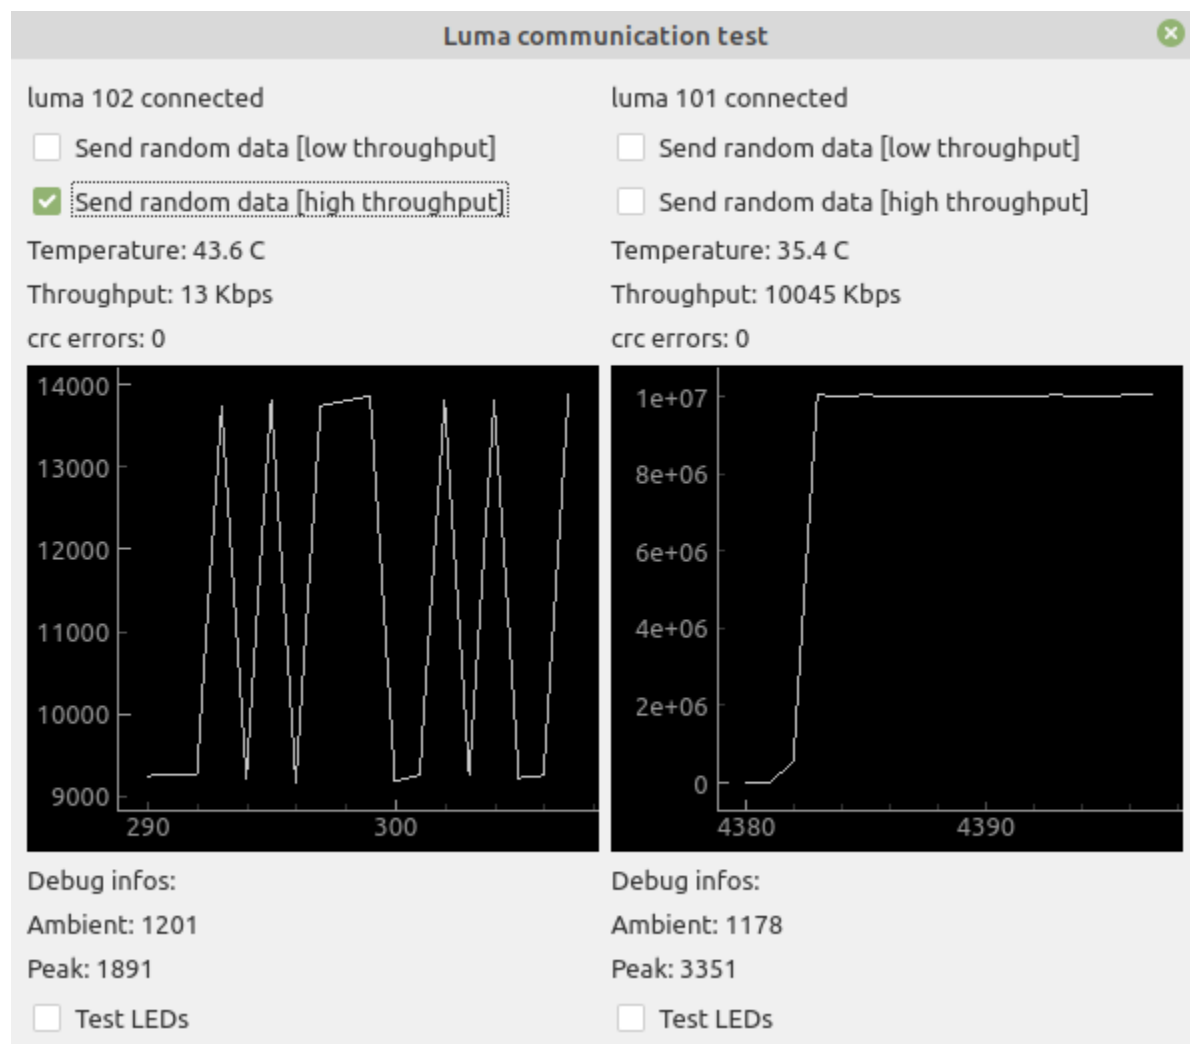 Luma communication test
luma 102 connected
Send random data [low throughput]
Send random data [high throughput]
Temperature: 43.6 C
Throughput: 13 Kbps
crc errors: 0
14000
13000
12000
11000
10000
9000
290 300
Debug infos:
Ambient: 1201
Peak: 1891
Test LEDs
luma 101 connected
Send random data [low throughput]
Send random data [high throughput]
Temperature: 35.4 C
Throughput: 10045 Kbps
crc errors: 0
1e+07
8e+06
6e+06
4e+06
2e+06
0
4380 4390
Debug infos:
Ambient: 1178
Peak: 3351
Test LEDs